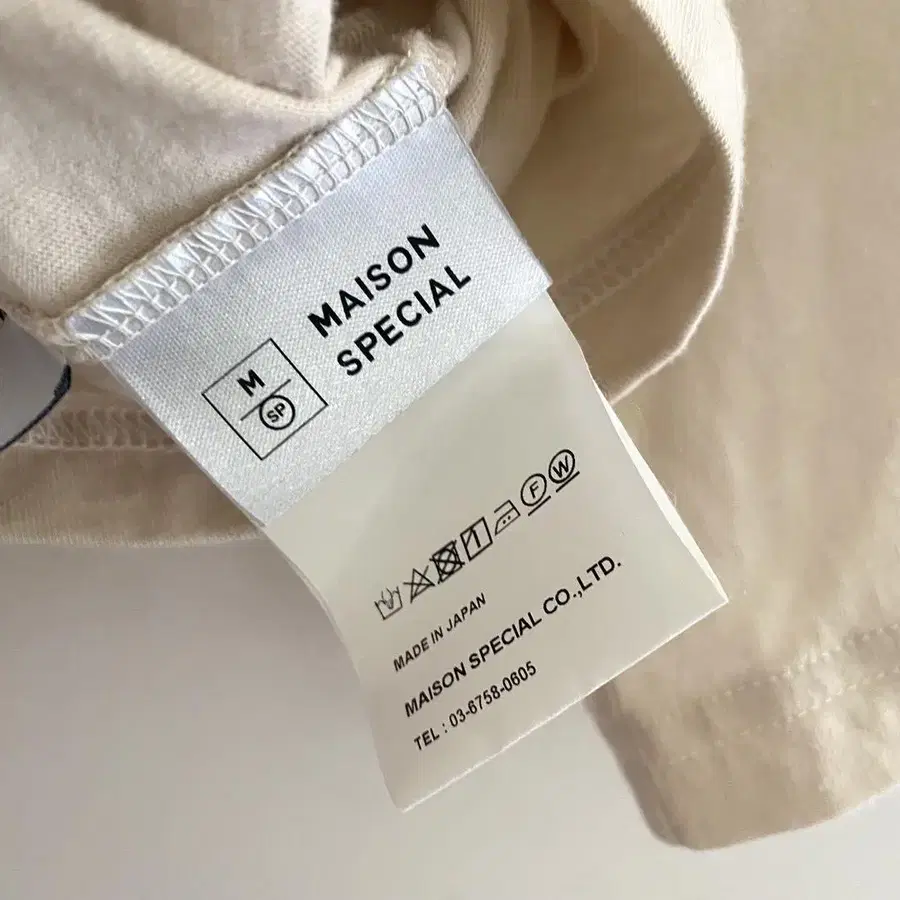 MAISON
SPECIAL
M
SP
F W
MADE IN JAPAN
MAISON SPECIAL CO.,LTD.
TEL : 03-6758-0605